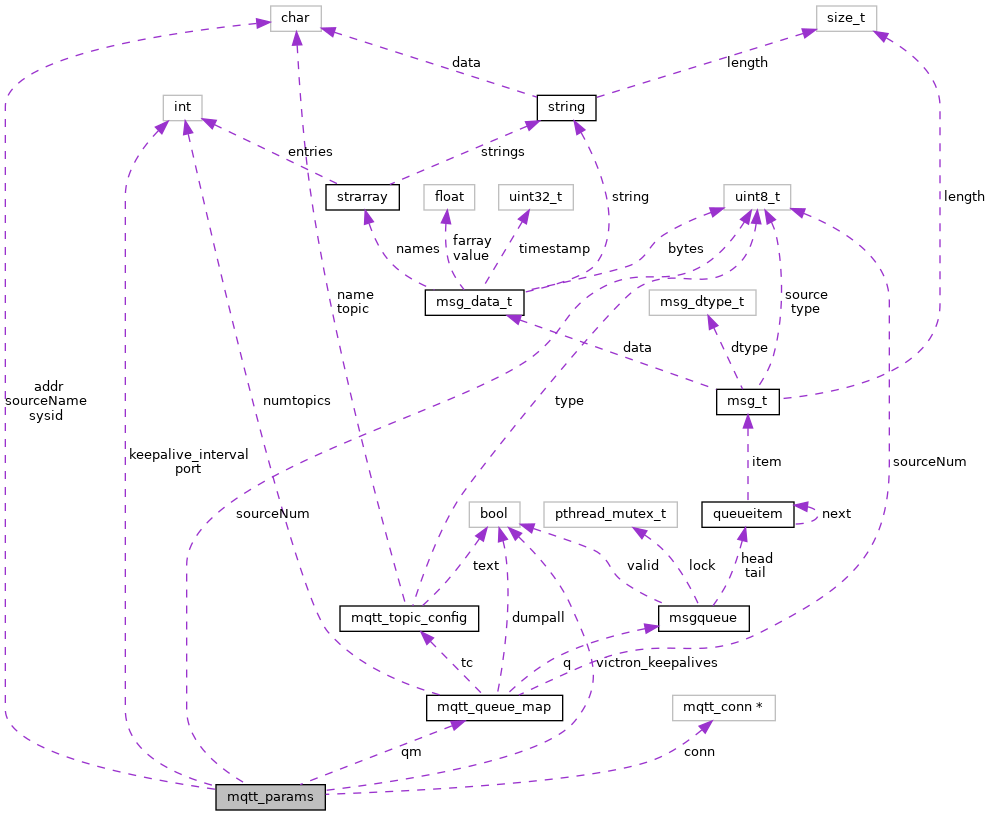 char
size_t
data
length
int
string
entries
strings
strarray
float
uint32_t
uint8_t
string
length
names
farray
value
timestamp
bytes
msg_data_t
msg_dtype_t
name
topic
source
type
data
dtype
addr
sourceName
sysid
numtopics
type
msg_t
keepalive_interval
port
item
sourceNum
sourceNum
bool
pthread_mutex_t
queueitem
next
text
valid
lock
head
tail
mqtt_topic_config
dumpall
msgqueue
tc
q
victron_keepalives
mqtt_queue_map
mqtt_conn *
qm
conn
mqtt_params